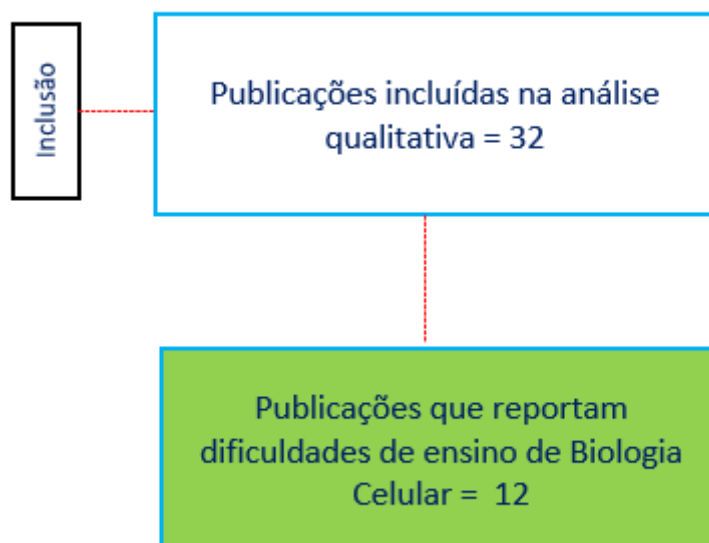 Inclusão
Publicações incluídas na análise
qualitativa = 32
Publicações que reportam
dificuldades de ensino de Biologia
Celular = 12